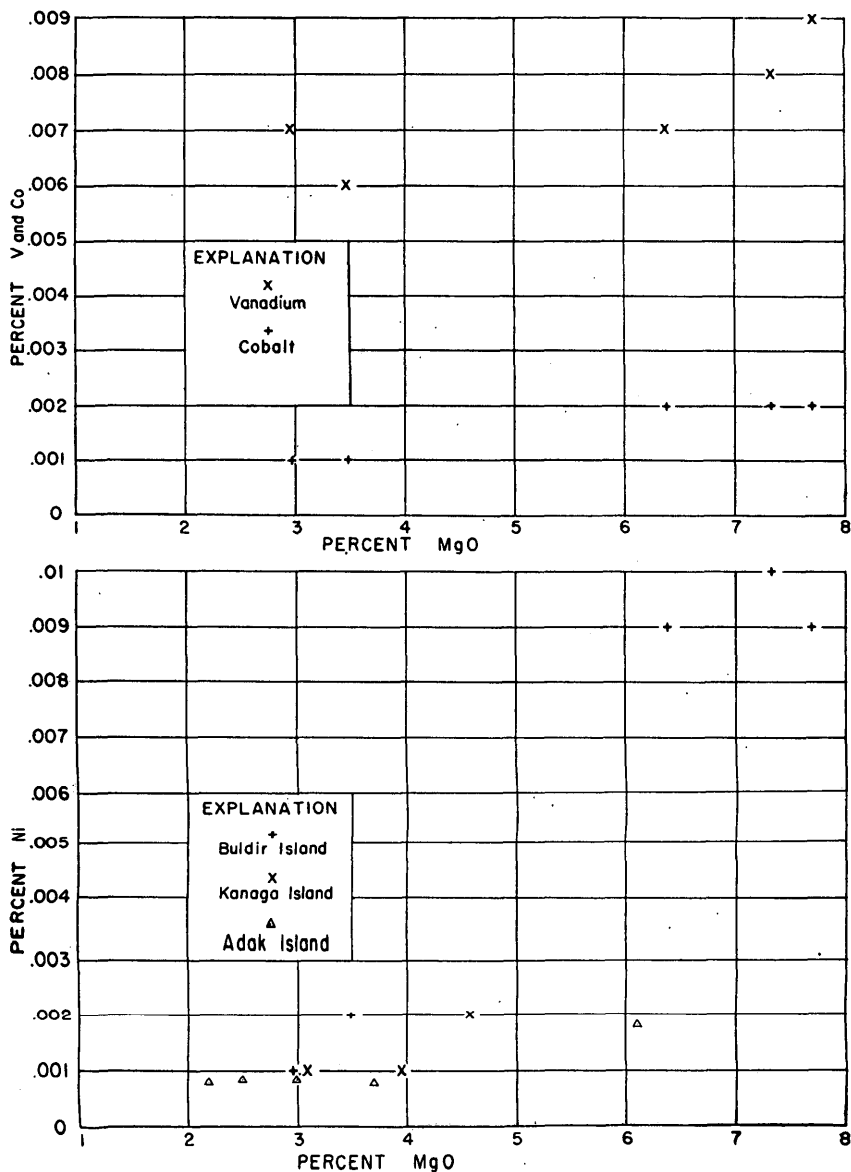 .009
.008
.007
.006
.005
.004
.003
.002
.001
0
PERCENT V and Co
EXPLANATION
x
Vanadium
+
Cobalt
1 2 3 4 5 6 7 8
PERCENT MgO
.01
.009
.008
.007
.006
.005
.004
.003
.002
.001
0
PERCENT Ni
EXPLANATION
+
Buldir Island
x
Kanaga Island
Δ
Adak Island
1 2 3 4 5 6 7 8
PERCENT MgO